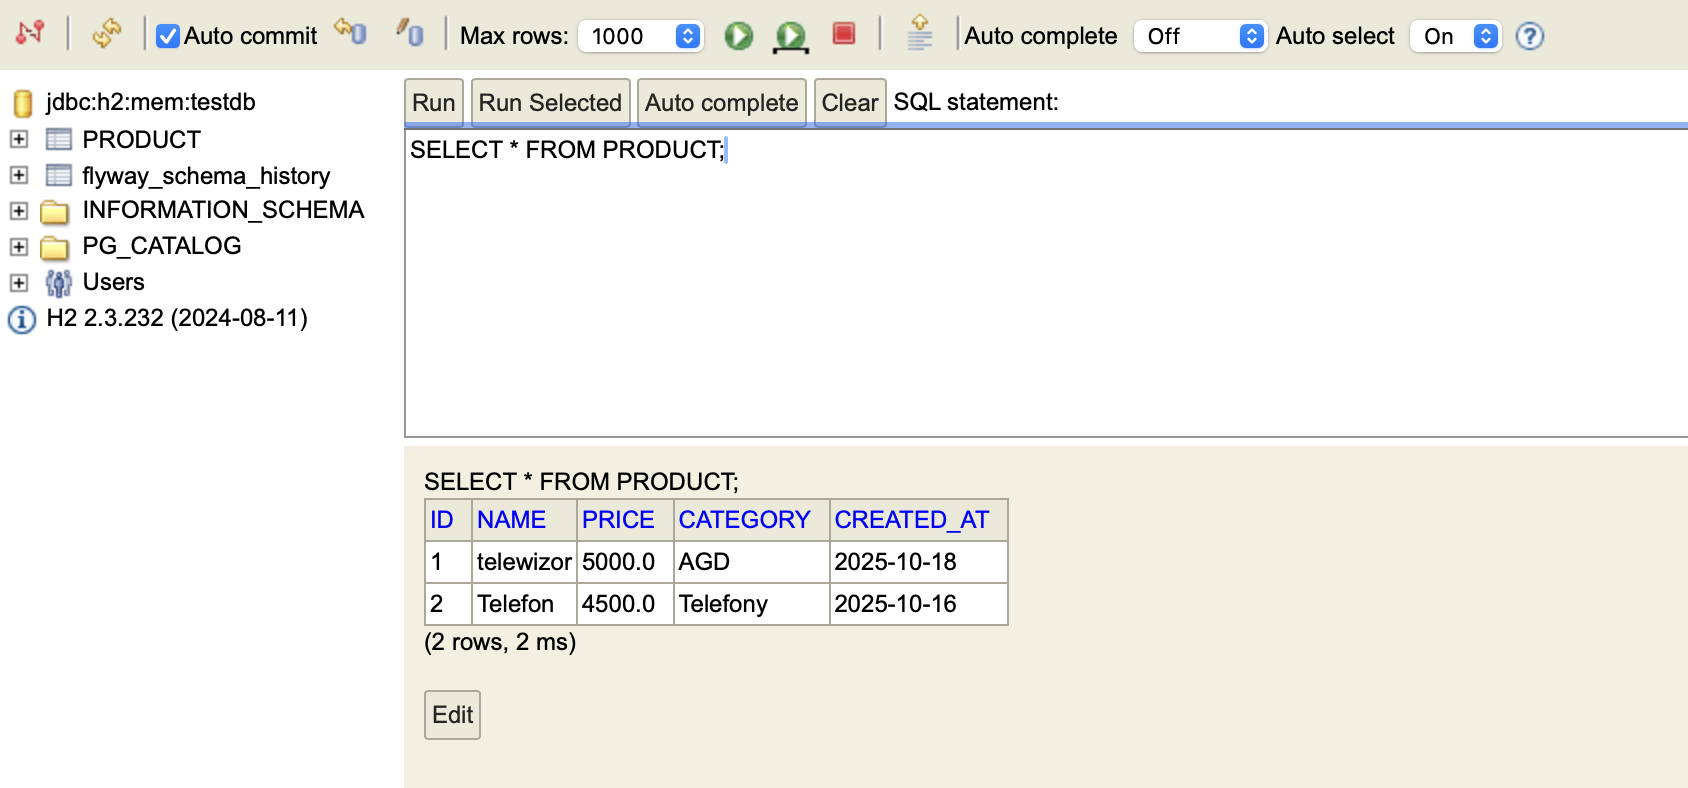 Auto commit Max rows: 1000 Auto complete Off Auto select On ?
jdbc:h2:mem:testdb
PRODUCT
flyway_schema_history
INFORMATION_SCHEMA
PG_CATALOG
Users
H2 2.3.232 (2024-08-11)
Run Run Selected Auto complete Clear SQL statement:
SELECT * FROM PRODUCT;
SELECT * FROM PRODUCT;
ID NAME PRICE CATEGORY CREATED_AT
1 telewizor 5000.0 AGD 2025-10-18
2 Telefon 4500.0 Telefony 2025-10-16
(2 rows, 2 ms)
Edit